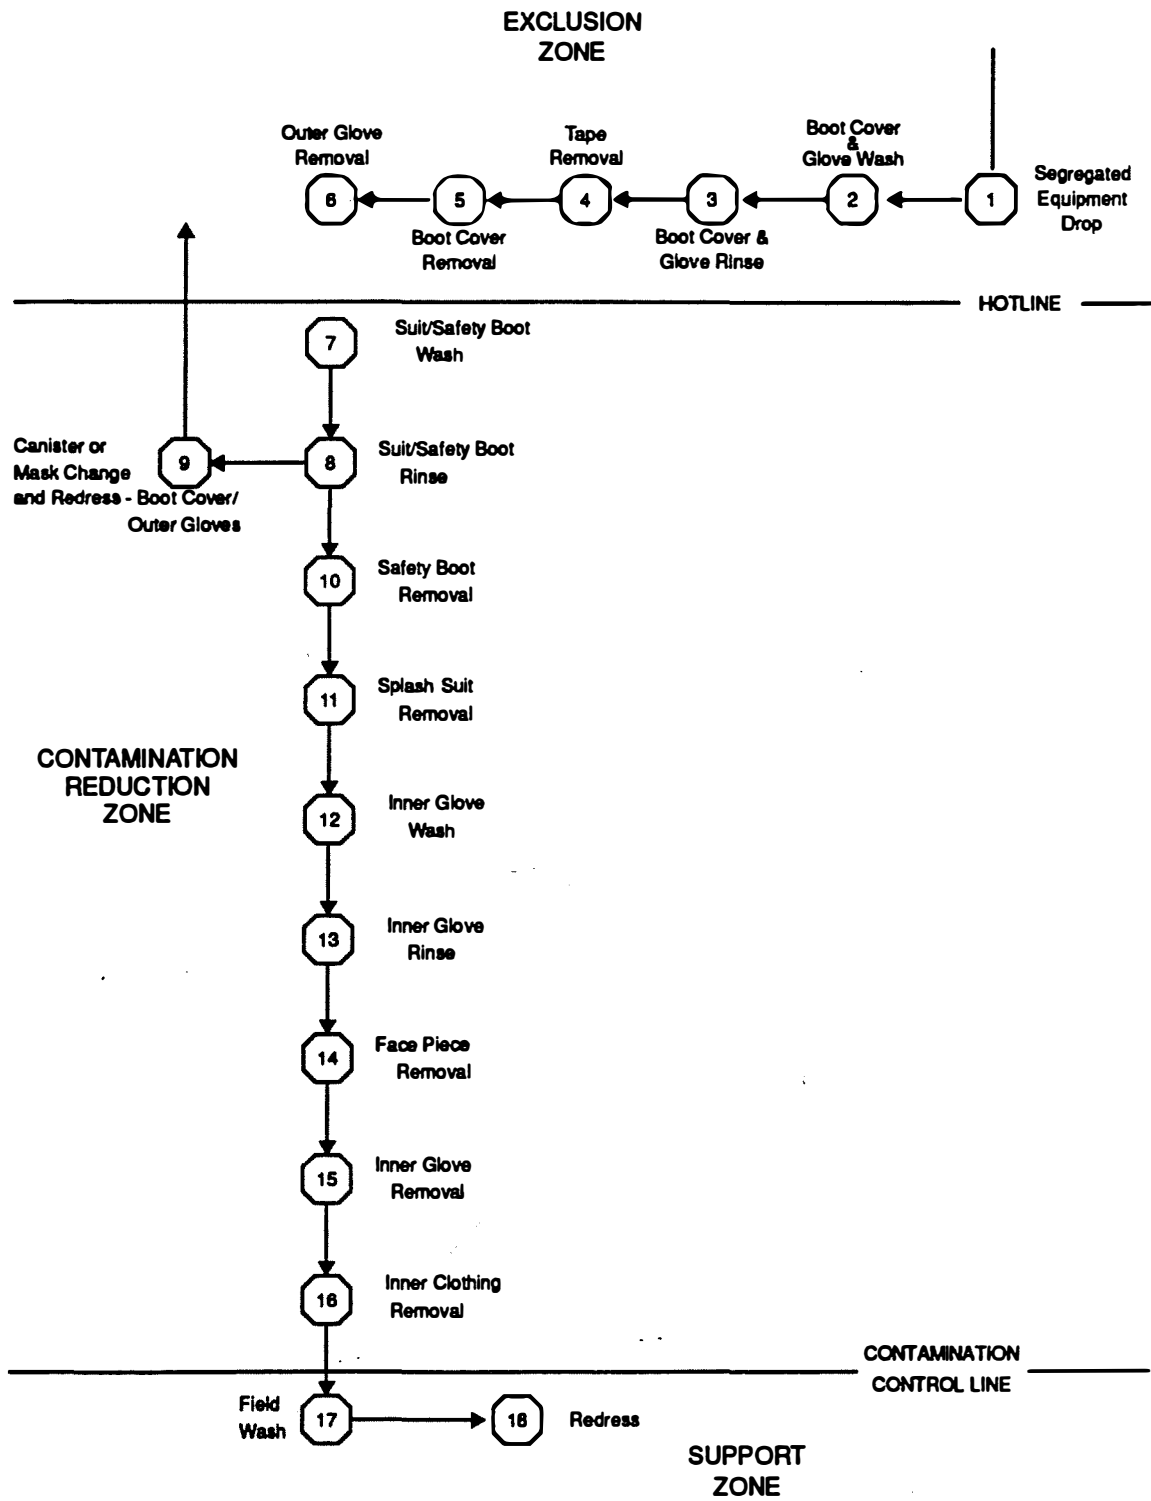 EXCLUSION
ZONE
Outer Glove
Removal
Tape
Removal
Boot Cover
&
Glove Wash
Segregated
Equipment
Drop
6
5
4
3
2
1
Boot Cover
Removal
Boot Cover &
Glove Rinse
HOTLINE
7
Suit/Safety Boot
Wash
Canister or
Mask Change
and Redress - Boot Cover/
Outer Gloves
9
8
Suit/Safety Boot
Rinse
10
Safety Boot
Removal
11
Splash Suit
Removal
CONTAMINATION
REDUCTION
ZONE
12
Inner Glove
Wash
13
Inner Glove
Rinse
14
Face Piece
Removal
15
Inner Glove
Removal
16
Inner Clothing
Removal
CONTAMINATION
CONTROL LINE
Field
Wash
17
18
Redress
SUPPORT
ZONE